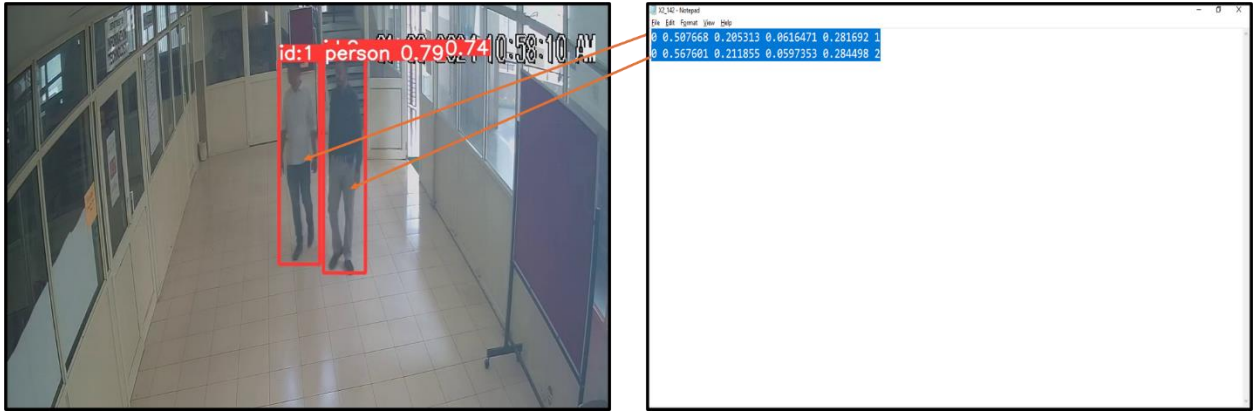 id:1 person 0.79 0.74 10:58:10 AM
X2_142 - Notepad
File Edit Format View Help
0 0.507668 0.205313 0.0616471 0.281692 1
0 0.567601 0.211855 0.0597353 0.284498 2